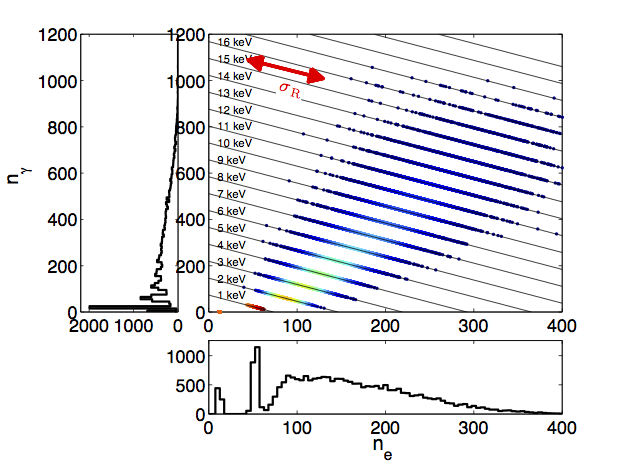 1200
1000
800
600
400
200
0
2000 1000 0
n_γ
1200
1000
800
600
400
200
0
16 keV
15 keV
14 keV
13 keV
12 keV
11 keV
10 keV
9 keV
8 keV
7 keV
6 keV
5 keV
4 keV
3 keV
2 keV
1 keV
σ_R
0 100 200 300 400
1000
500
0
0 100 200 300 400
n_e